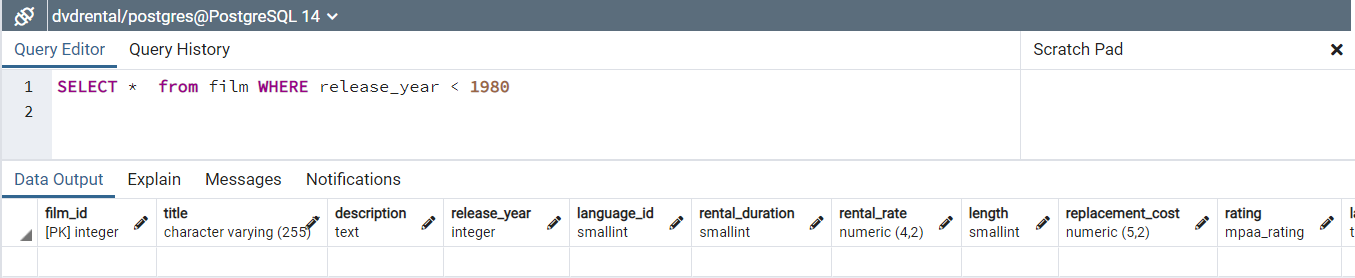 dvdrental/postgres@PostgreSQL 14
Query Editor Query History Scratch Pad
1 SELECT * from film WHERE release_year < 1980
2
Data Output Explain Messages Notifications
film_id title description release_year language_id rental_duration rental_rate length replacement_cost rating
[PK] integer character varying (255) text integer smallint smallint numeric (4,2) smallint numeric (5,2) mpaa_rating